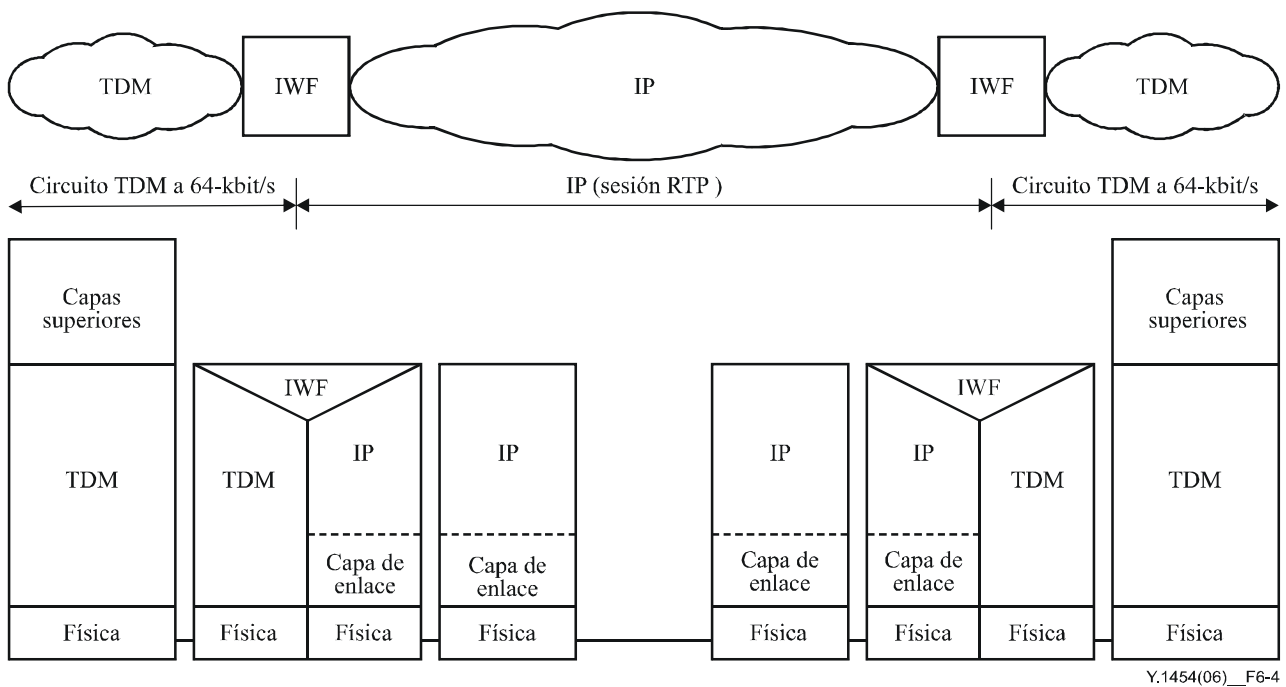 TDM
IWF
IP
IWF
TDM
Circuito TDM a 64-kbit/s
IP (sesión RTP )
Circuito TDM a 64-kbit/s
Capas
superiores
TDM
Física
IWF
TDM
IP
Capa de
enlace
Física
Física
IP
Capa de
enlace
Física
IP
Capa de
enlace
Física
IWF
IP
TDM
Capa de
enlace
Física
Física
Capas
superiores
TDM
Física
Y.1454(06)__F6-4